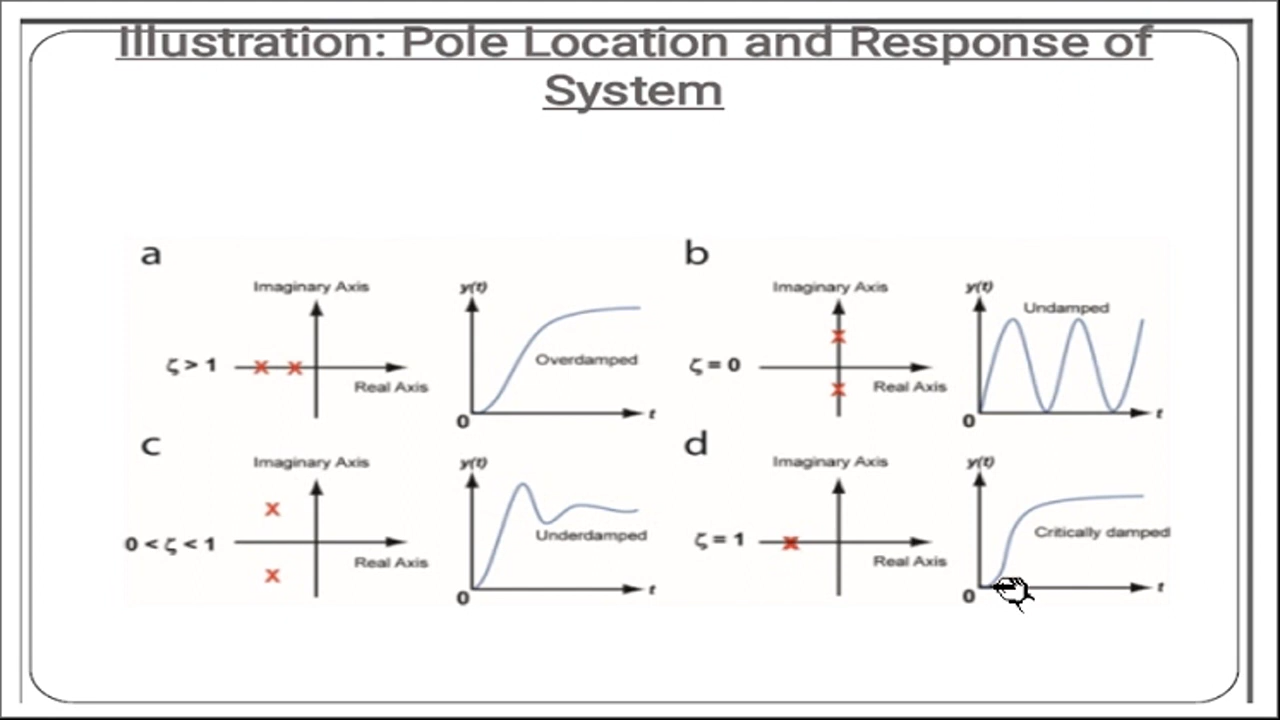 Illustration: Pole Location and Response of
System
a
Imaginary Axis
y(t)
ζ > 1
Overdamped
Real Axis
0
t
b
Imaginary Axis
y(t)
Undamped
ζ = 0
Real Axis
0
t
c
Imaginary Axis
y(t)
0 < ζ < 1
Underdamped
Real Axis
0
t
d
Imaginary Axis
y(t)
ζ = 1
Critically damped
Real Axis
0
t